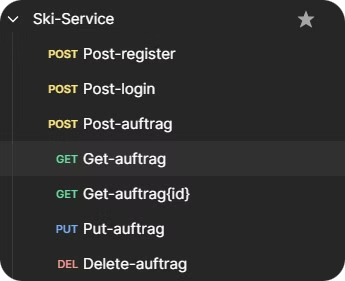 Ski-Service
POST Post-register
POST Post-login
POST Post-auftrag
GET Get-auftrag
GET Get-auftrag{id}
PUT Put-auftrag
DEL Delete-auftrag